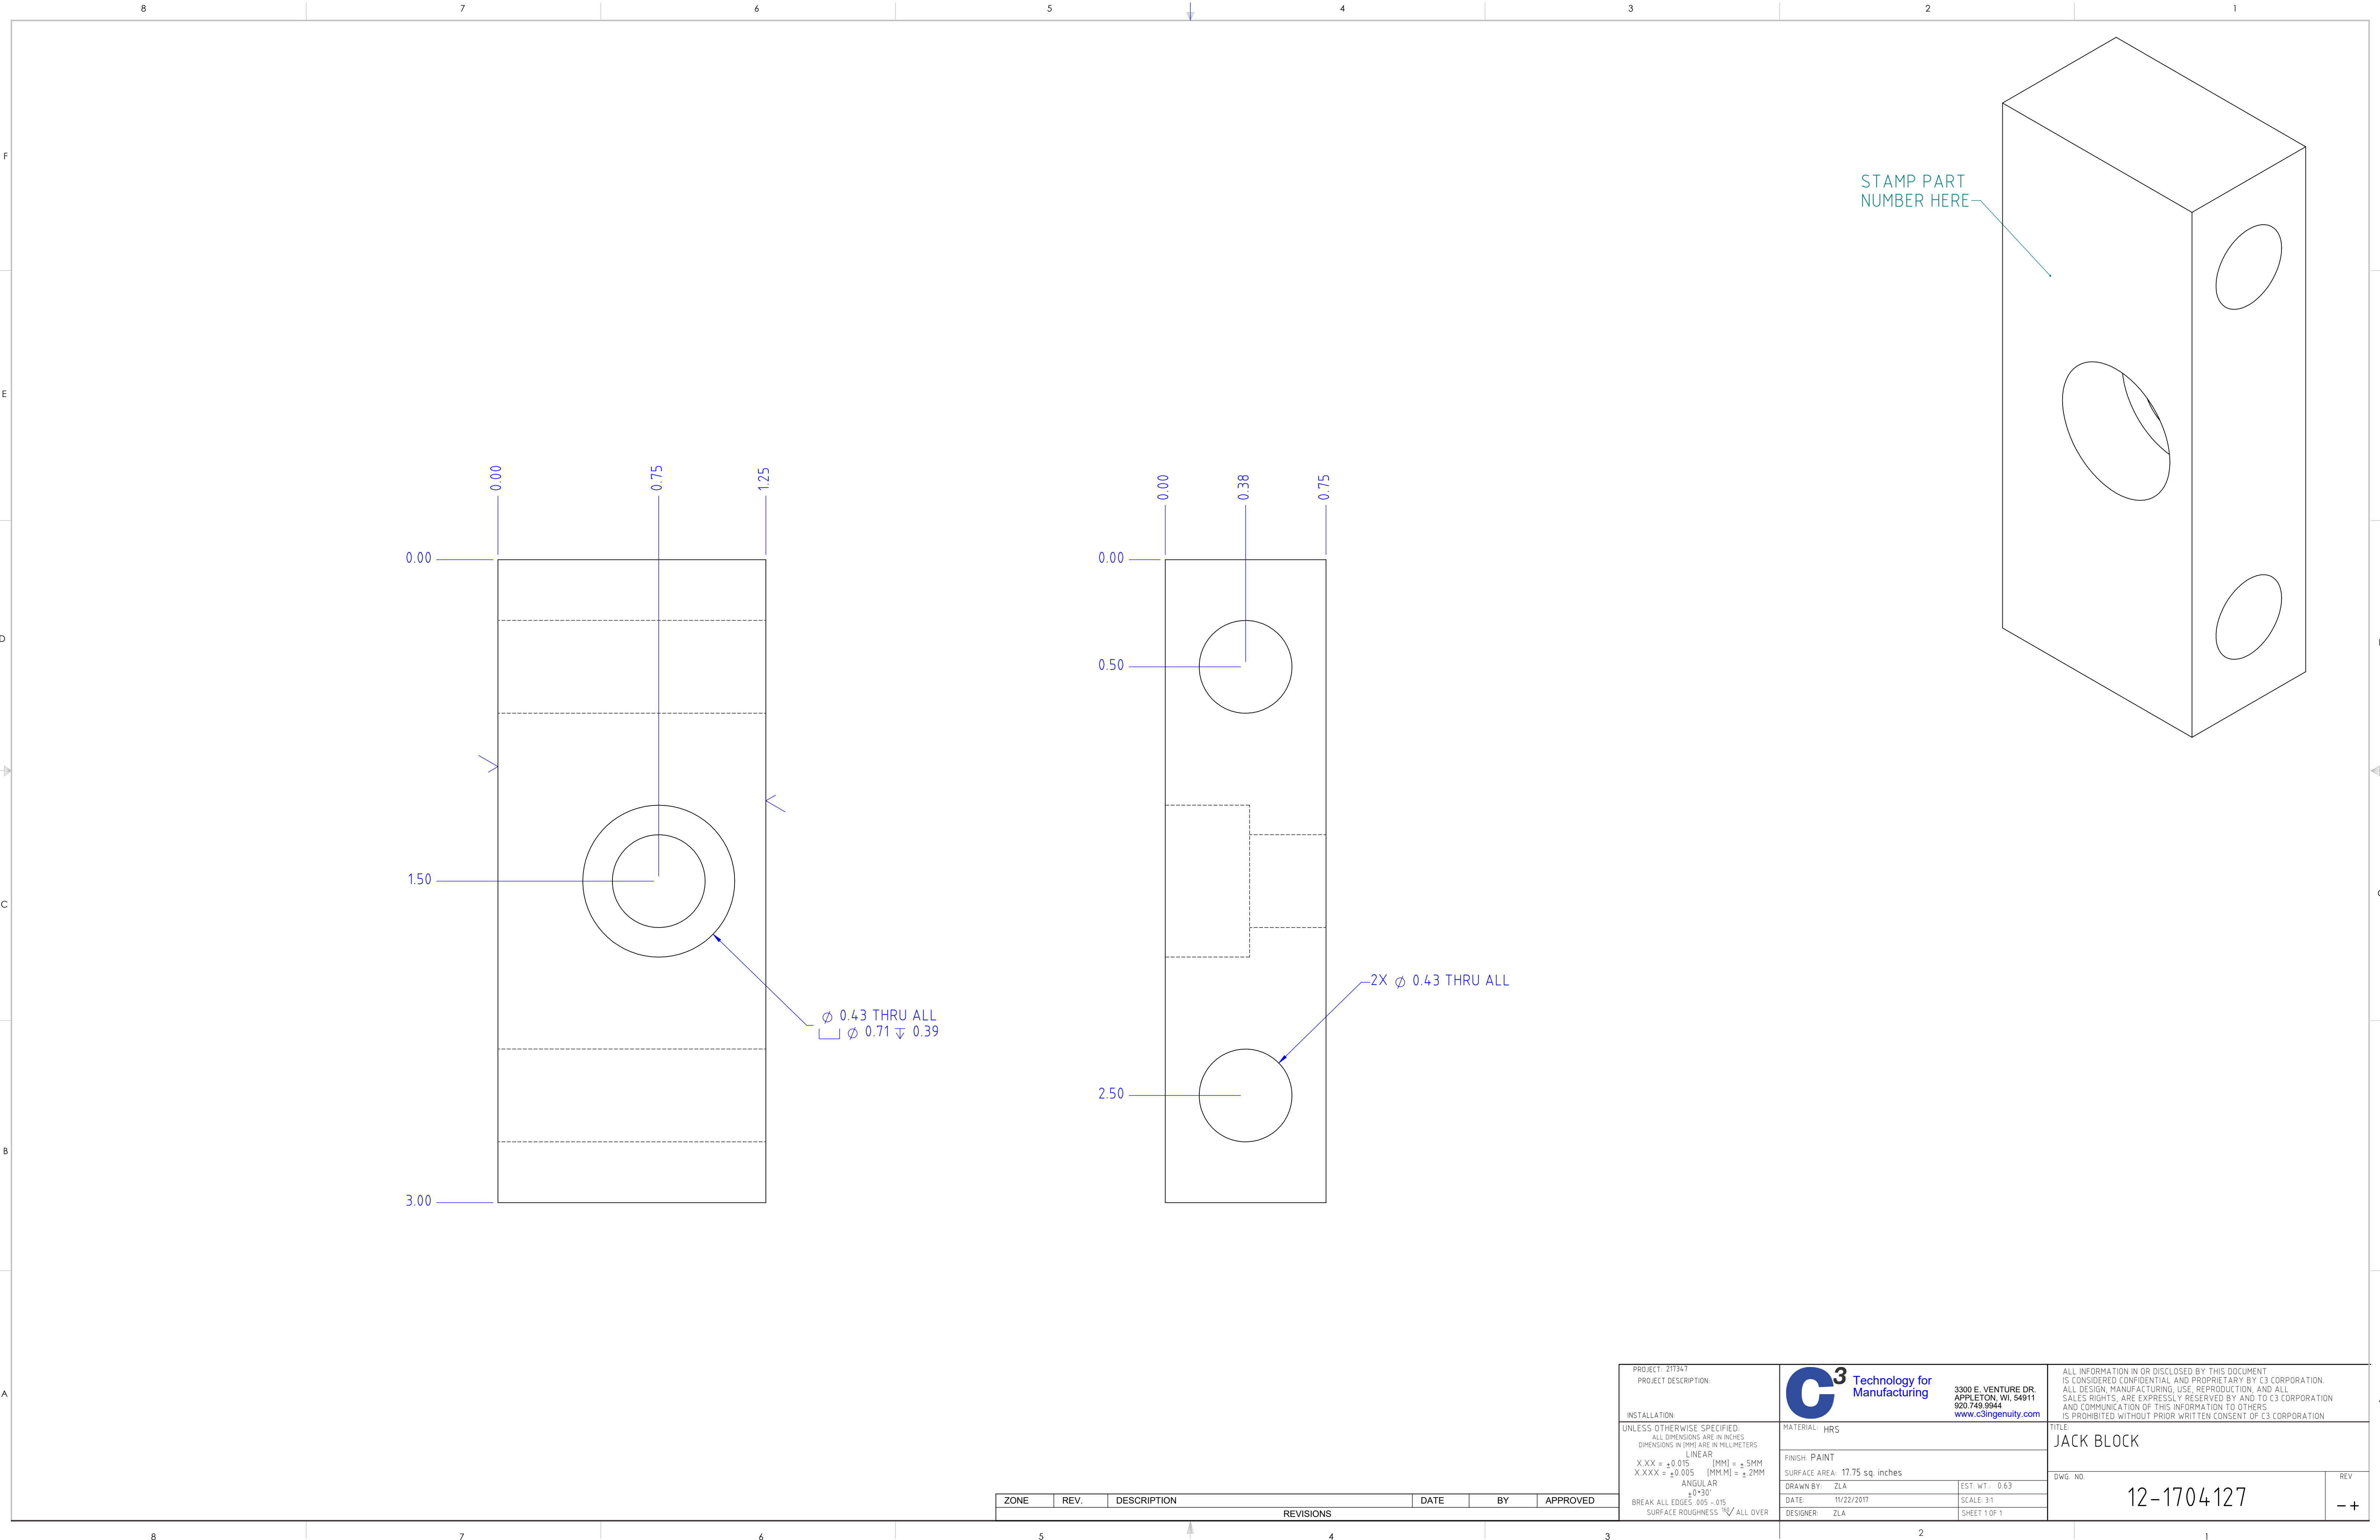 8 7 6 5 4 3 2 1
F
E
D
C
B
A
STAMP PART
NUMBER HERE
0.00
0.75
1.25
0.00
1.50
3.00
Ø 0.43 THRU ALL
⌴ Ø 0.71 ↧ 0.39
0.00
0.38
0.75
0.00
0.50
2.50
2X Ø 0.43 THRU ALL
ZONE REV. DESCRIPTION DATE BY APPROVED
REVISIONS
PROJECT: 217347
PROJECT DESCRIPTION:
INSTALLATION:
UNLESS OTHERWISE SPECIFIED:
ALL DIMENSIONS ARE IN INCHES
DIMENSIONS IN [MM] ARE IN MILLIMETERS
LINEAR
X.XX = ±0.015 [MM] = ±.5MM
X.XXX = ±0.005 [MM.M] = ±.2MM
ANGULAR
±0°30'
BREAK ALL EDGES .005 -.015
SURFACE ROUGHNESS 160 ALL OVER
C3 Technology for
Manufacturing
3300 E. VENTURE DR.
APPLETON, WI, 54911
920.749.9944
www.c3ingenuity.com
MATERIAL: HRS
FINISH: PAINT
SURFACE AREA: 17.75 sq. inches
DRAWN BY: ZLA EST. WT.: 0.63
DATE: 11/22/2017 SCALE: 3:1
DESIGNER: ZLA SHEET 1 OF 1
ALL INFORMATION IN OR DISCLOSED BY THIS DOCUMENT
IS CONSIDERED CONFIDENTIAL AND PROPRIETARY BY C3 CORPORATION.
ALL DESIGN, MANUFACTURING, USE, REPRODUCTION, AND ALL
SALES RIGHTS, ARE EXPRESSLY RESERVED BY AND TO C3 CORPORATION
AND COMMUNICATION OF THIS INFORMATION TO OTHERS
IS PROHIBITED WITHOUT PRIOR WRITTEN CONSENT OF C3 CORPORATION
TITLE:
JACK BLOCK
DWG. NO. REV
12-1704127 -+
8 7 6 5 4 3 2 1